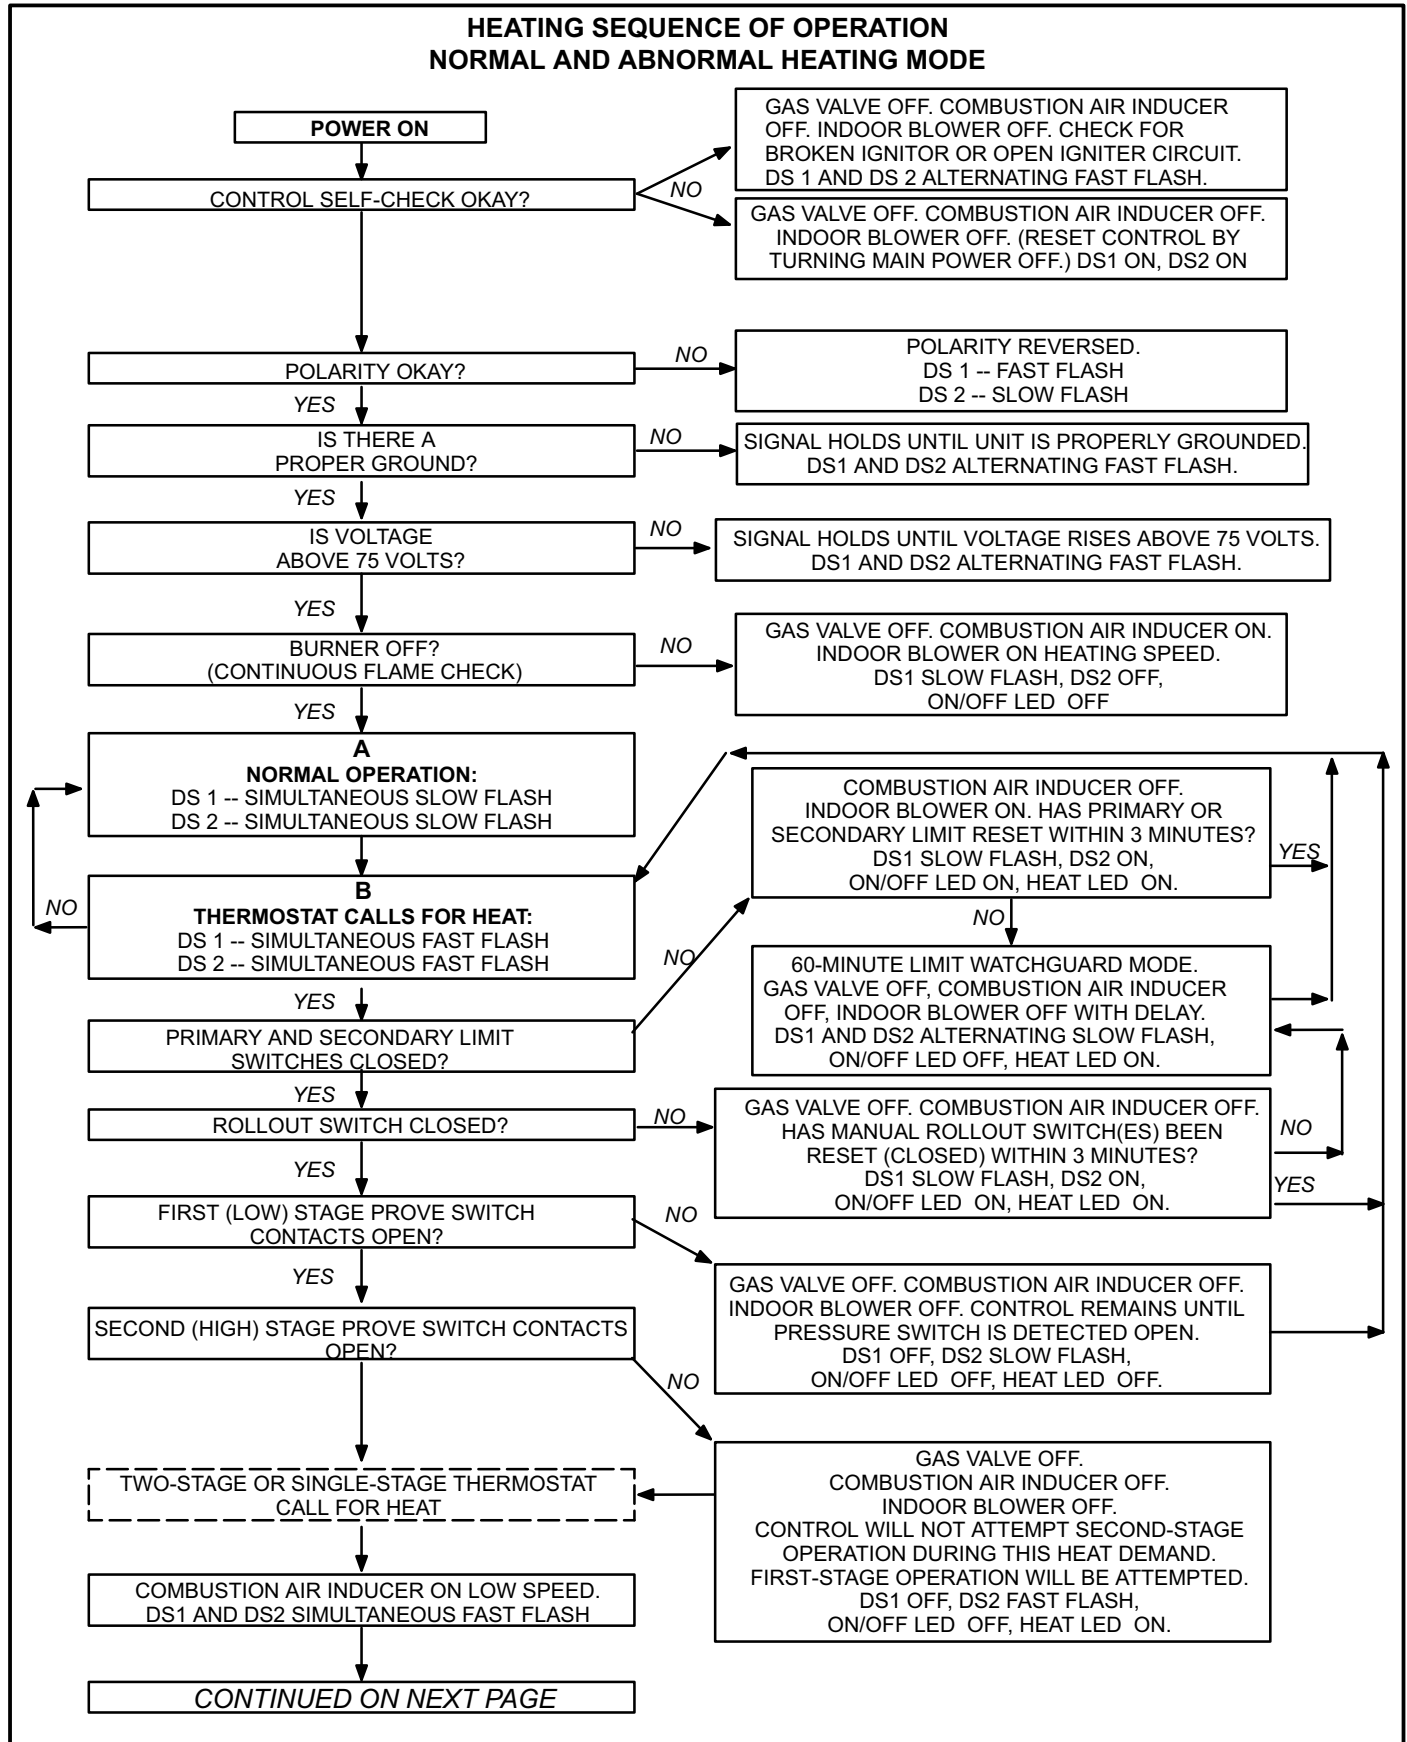 HEATING SEQUENCE OF OPERATION
NORMAL AND ABNORMAL HEATING MODE
POWER ON
GAS VALVE OFF. COMBUSTION AIR INDUCER
OFF. INDOOR BLOWER OFF. CHECK FOR
BROKEN IGNITOR OR OPEN IGNITER CIRCUIT.
DS 1 AND DS 2 ALTERNATING FAST FLASH.
CONTROL SELF-CHECK OKAY?
NO
GAS VALVE OFF. COMBUSTION AIR INDUCER OFF.
INDOOR BLOWER OFF. (RESET CONTROL BY
TURNING MAIN POWER OFF.) DS1 ON, DS2 ON
POLARITY OKAY?
NO
POLARITY REVERSED.
DS 1 -- FAST FLASH
DS 2 -- SLOW FLASH
YES
IS THERE A
PROPER GROUND?
NO
SIGNAL HOLDS UNTIL UNIT IS PROPERLY GROUNDED.
DS1 AND DS2 ALTERNATING FAST FLASH.
YES
IS VOLTAGE
ABOVE 75 VOLTS?
NO
SIGNAL HOLDS UNTIL VOLTAGE RISES ABOVE 75 VOLTS.
DS1 AND DS2 ALTERNATING FAST FLASH.
YES
BURNER OFF?
(CONTINUOUS FLAME CHECK)
NO
GAS VALVE OFF. COMBUSTION AIR INDUCER ON.
INDOOR BLOWER ON HEATING SPEED.
DS1 SLOW FLASH, DS2 OFF,
ON/OFF LED OFF
YES
A
NORMAL OPERATION:
DS 1 -- SIMULTANEOUS SLOW FLASH
DS 2 -- SIMULTANEOUS SLOW FLASH
COMBUSTION AIR INDUCER OFF.
INDOOR BLOWER ON. HAS PRIMARY OR
SECONDARY LIMIT RESET WITHIN 3 MINUTES?
DS1 SLOW FLASH, DS2 ON,
ON/OFF LED ON, HEAT LED ON.
YES
NO
B
THERMOSTAT CALLS FOR HEAT:
DS 1 -- SIMULTANEOUS FAST FLASH
DS 2 -- SIMULTANEOUS FAST FLASH
NO
NO
60-MINUTE LIMIT WATCHGUARD MODE.
GAS VALVE OFF, COMBUSTION AIR INDUCER
OFF, INDOOR BLOWER OFF WITH DELAY.
DS1 AND DS2 ALTERNATING SLOW FLASH,
ON/OFF LED OFF, HEAT LED ON.
YES
PRIMARY AND SECONDARY LIMIT
SWITCHES CLOSED?
YES
ROLLOUT SWITCH CLOSED?
NO
GAS VALVE OFF. COMBUSTION AIR INDUCER OFF.
HAS MANUAL ROLLOUT SWITCH(ES) BEEN
RESET (CLOSED) WITHIN 3 MINUTES?
DS1 SLOW FLASH, DS2 ON,
ON/OFF LED ON, HEAT LED ON.
NO
YES
YES
FIRST (LOW) STAGE PROVE SWITCH
CONTACTS OPEN?
NO
YES
GAS VALVE OFF. COMBUSTION AIR INDUCER OFF.
INDOOR BLOWER OFF. CONTROL REMAINS UNTIL
PRESSURE SWITCH IS DETECTED OPEN.
DS1 OFF, DS2 SLOW FLASH,
ON/OFF LED OFF, HEAT LED OFF.
SECOND (HIGH) STAGE PROVE SWITCH CONTACTS
OPEN?
NO
GAS VALVE OFF.
COMBUSTION AIR INDUCER OFF.
INDOOR BLOWER OFF.
CONTROL WILL NOT ATTEMPT SECOND-STAGE
OPERATION DURING THIS HEAT DEMAND.
FIRST-STAGE OPERATION WILL BE ATTEMPTED.
DS1 OFF, DS2 FAST FLASH,
ON/OFF LED OFF, HEAT LED ON.
TWO-STAGE OR SINGLE-STAGE THERMOSTAT
CALL FOR HEAT
COMBUSTION AIR INDUCER ON LOW SPEED.
DS1 AND DS2 SIMULTANEOUS FAST FLASH
CONTINUED ON NEXT PAGE